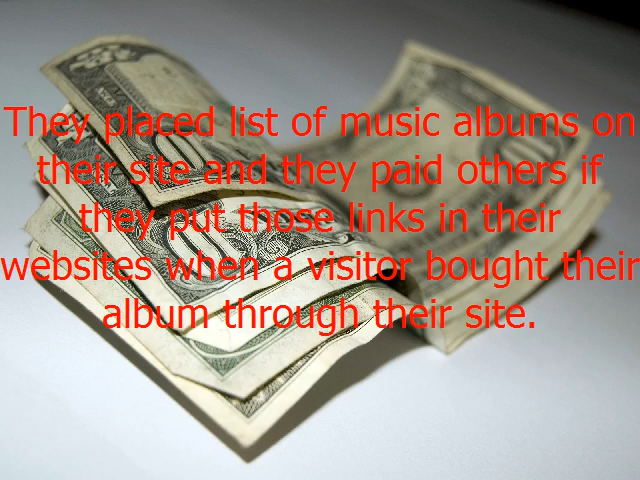 They placed list of music albums on
their site and they paid others if
they put those links in their
websites when a visitor bought their
album through their site.